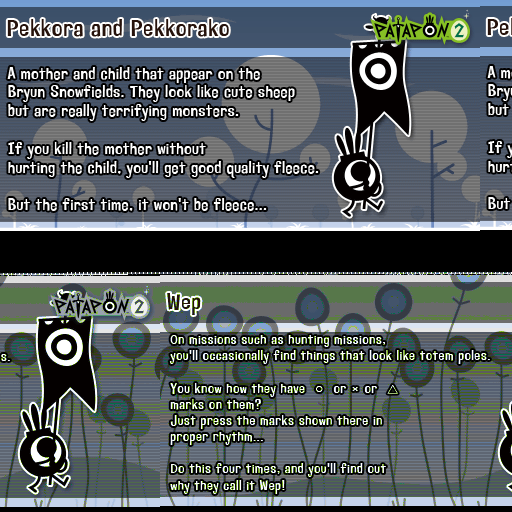 Pekkora and Pekkorako
PATAPON 2
Pe
A mother and child that appear on the
Bryun Snowfields. They look like cute sheep
but are really terrifying monsters.
If you kill the mother without
hurting the child, you'll get good quality fleece.
But the first time, it won't be fleece...
A m
Bryu
but
If y
hurt
But
PATAPON 2
s.
Wep
On missions such as hunting missions,
you'll occasionally find things that look like totem poles.
You know how they have ○ or × or △
marks on them?
Just press the marks shown there in
proper rhythm...
Do this four times, and you'll find out
why they call it Wep!